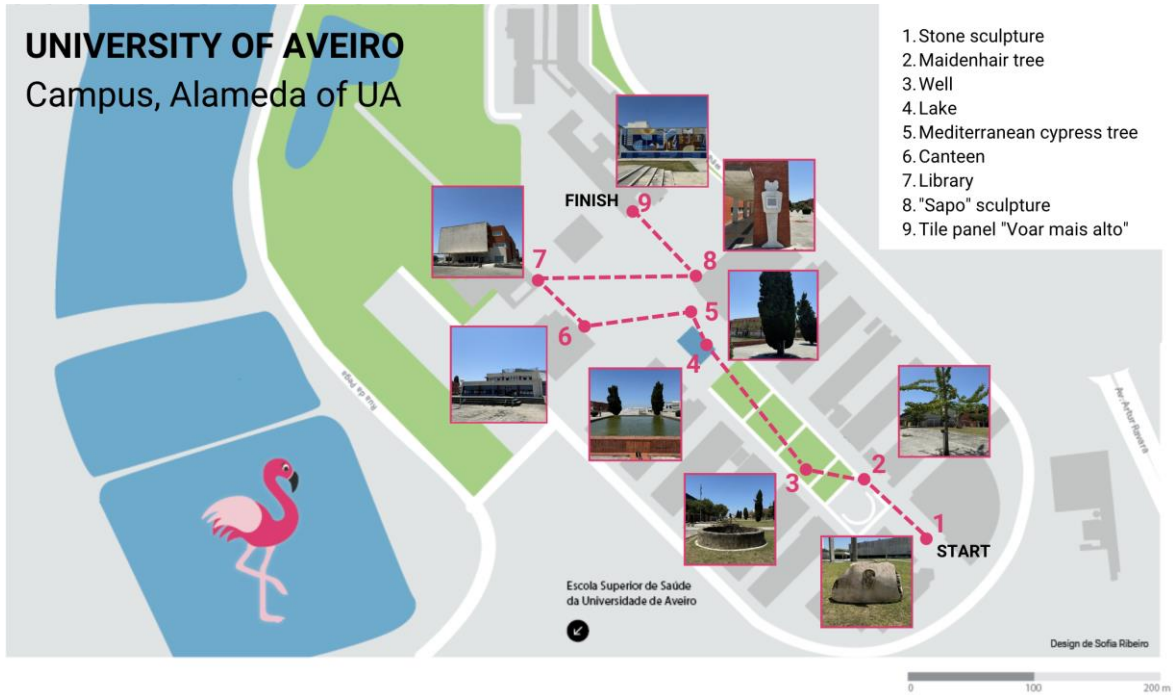 UNIVERSITY OF AVEIRO
Campus, Alameda of UA
1. Stone sculpture
2. Maidenhair tree
3. Well
4. Lake
5. Mediterranean cypress tree
6. Canteen
7. Library
8. "Sapo" sculpture
9. Tile panel "Voar mais alto"
FINISH
9
8
7
6
5
4
3
2
1
START
Rua da Pega
Av. Artur Ravara
Escola Superior de Saúde
da Universidade de Aveiro
Design de Sofia Ribeiro
0 100 200 m